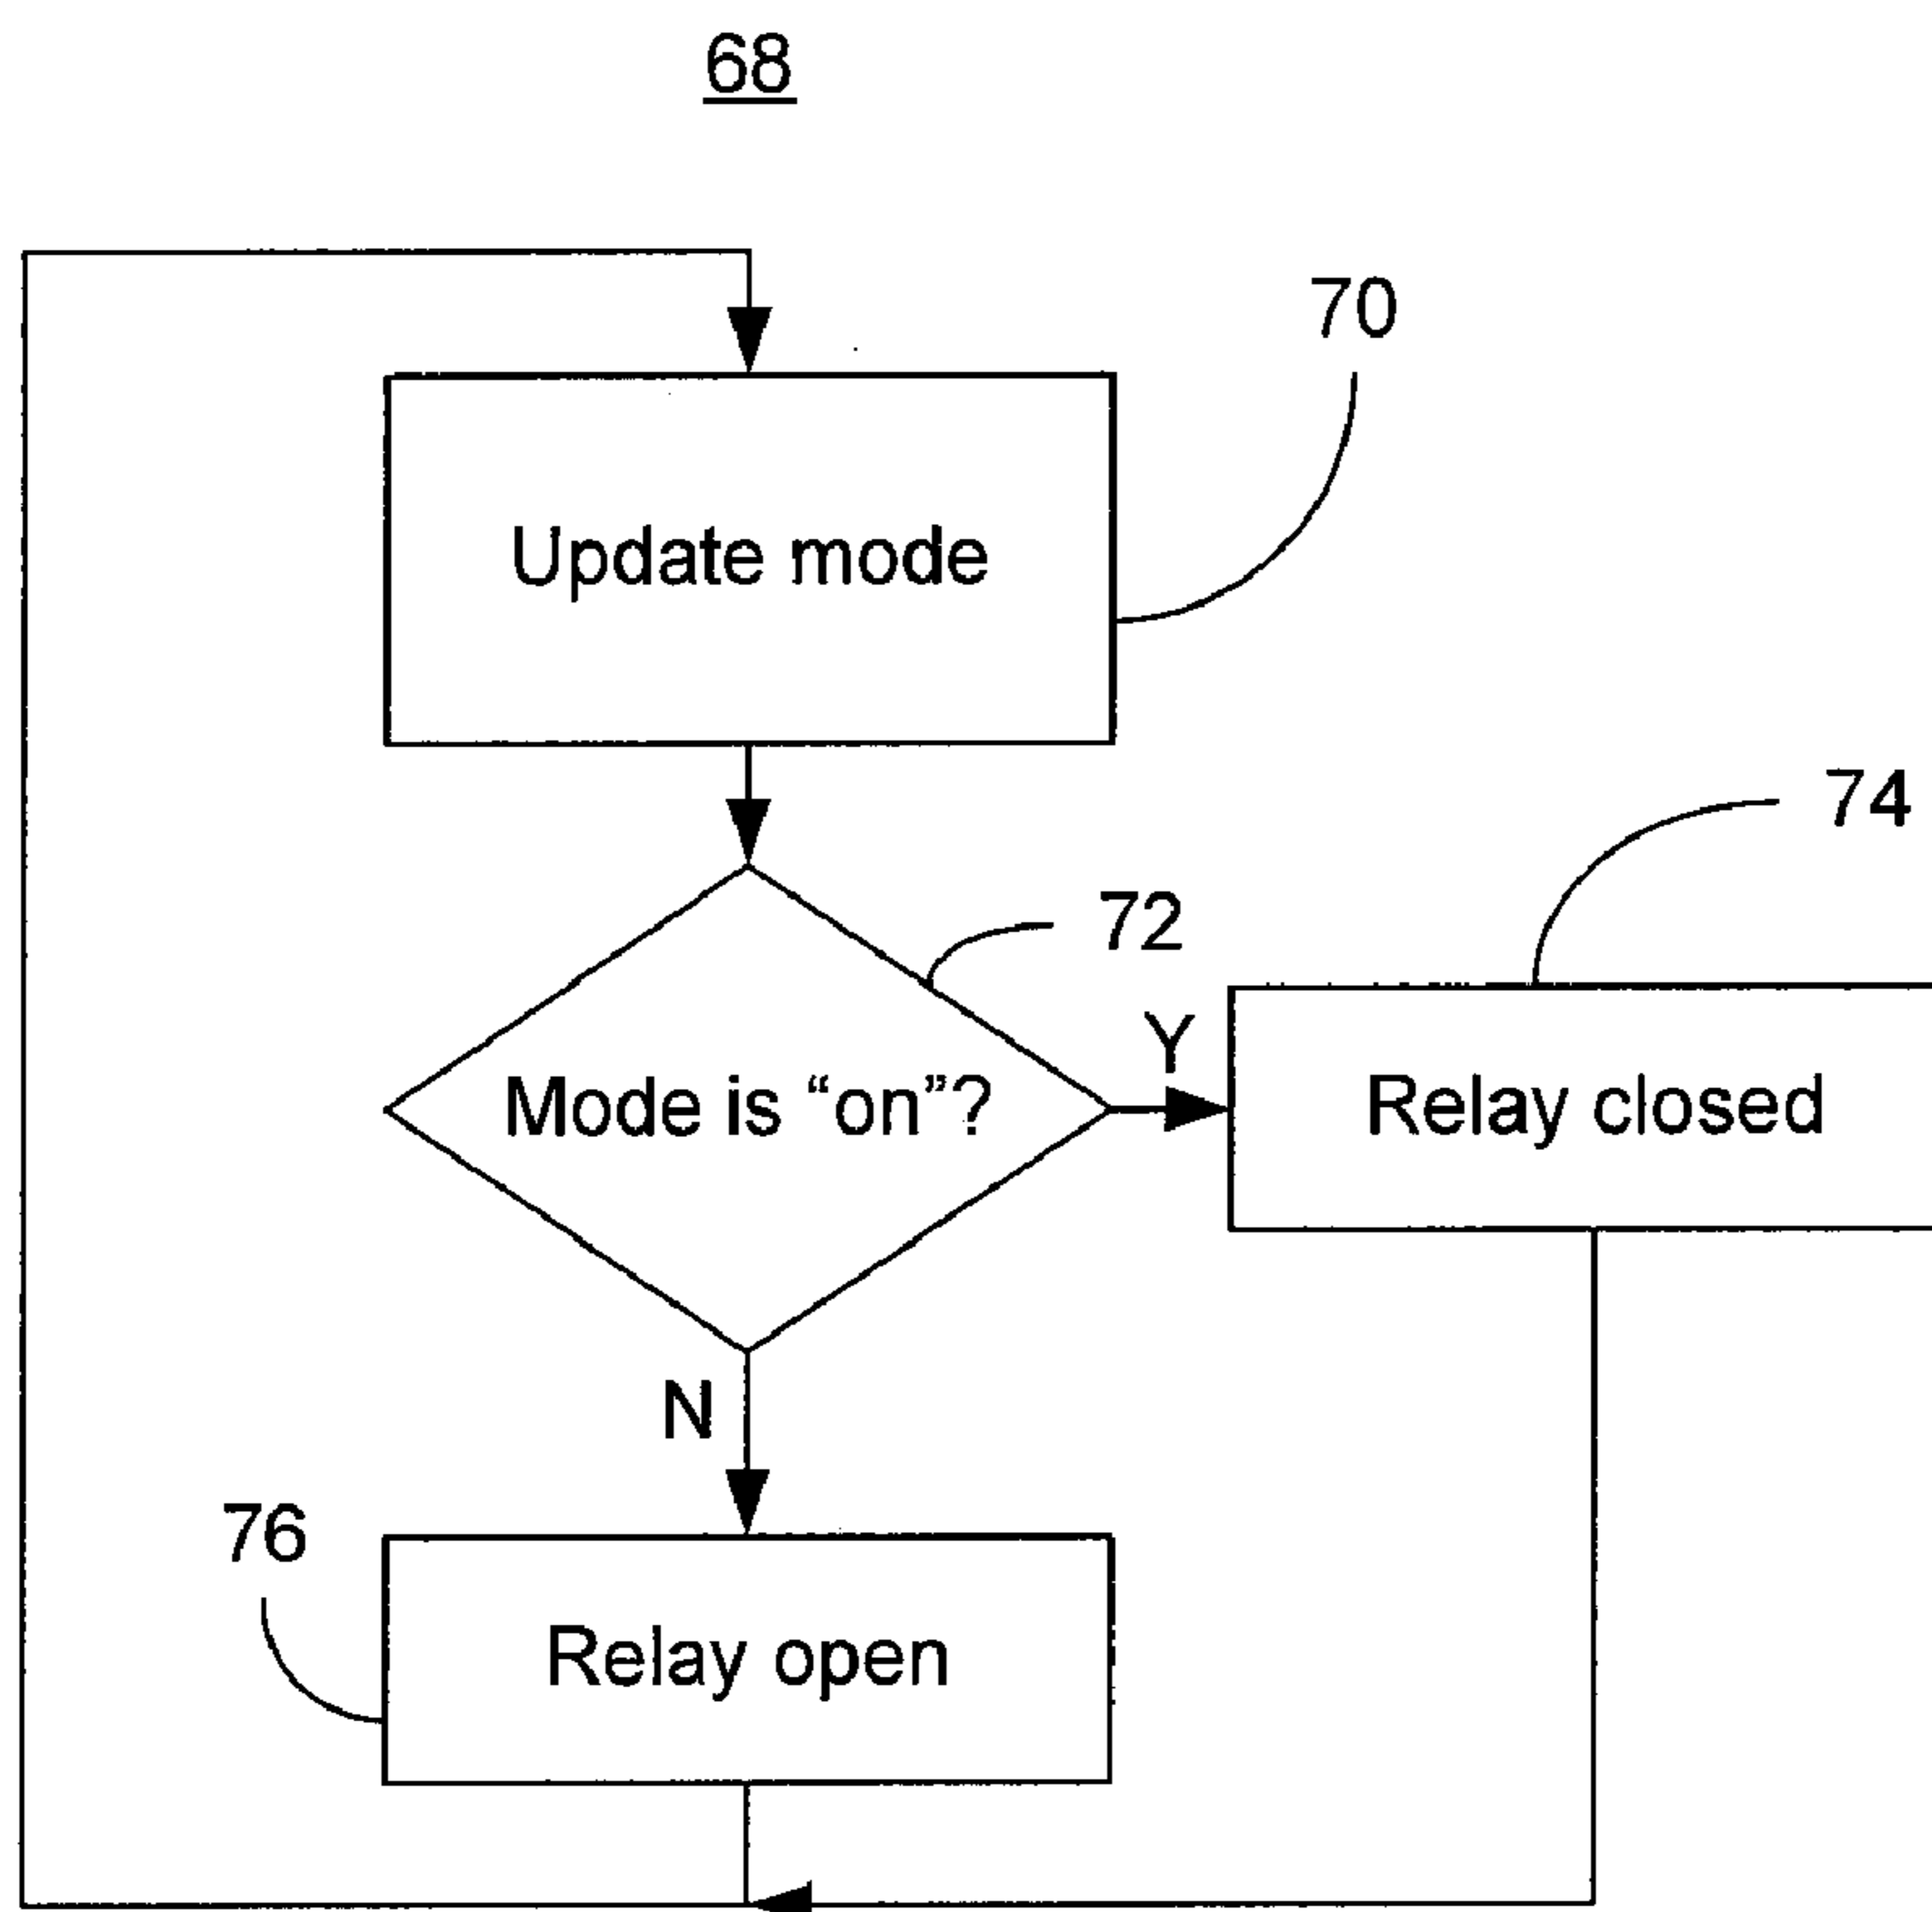 68
70
Update mode
74
72
Y
Mode is “on”?
Relay closed
N
76
Relay open